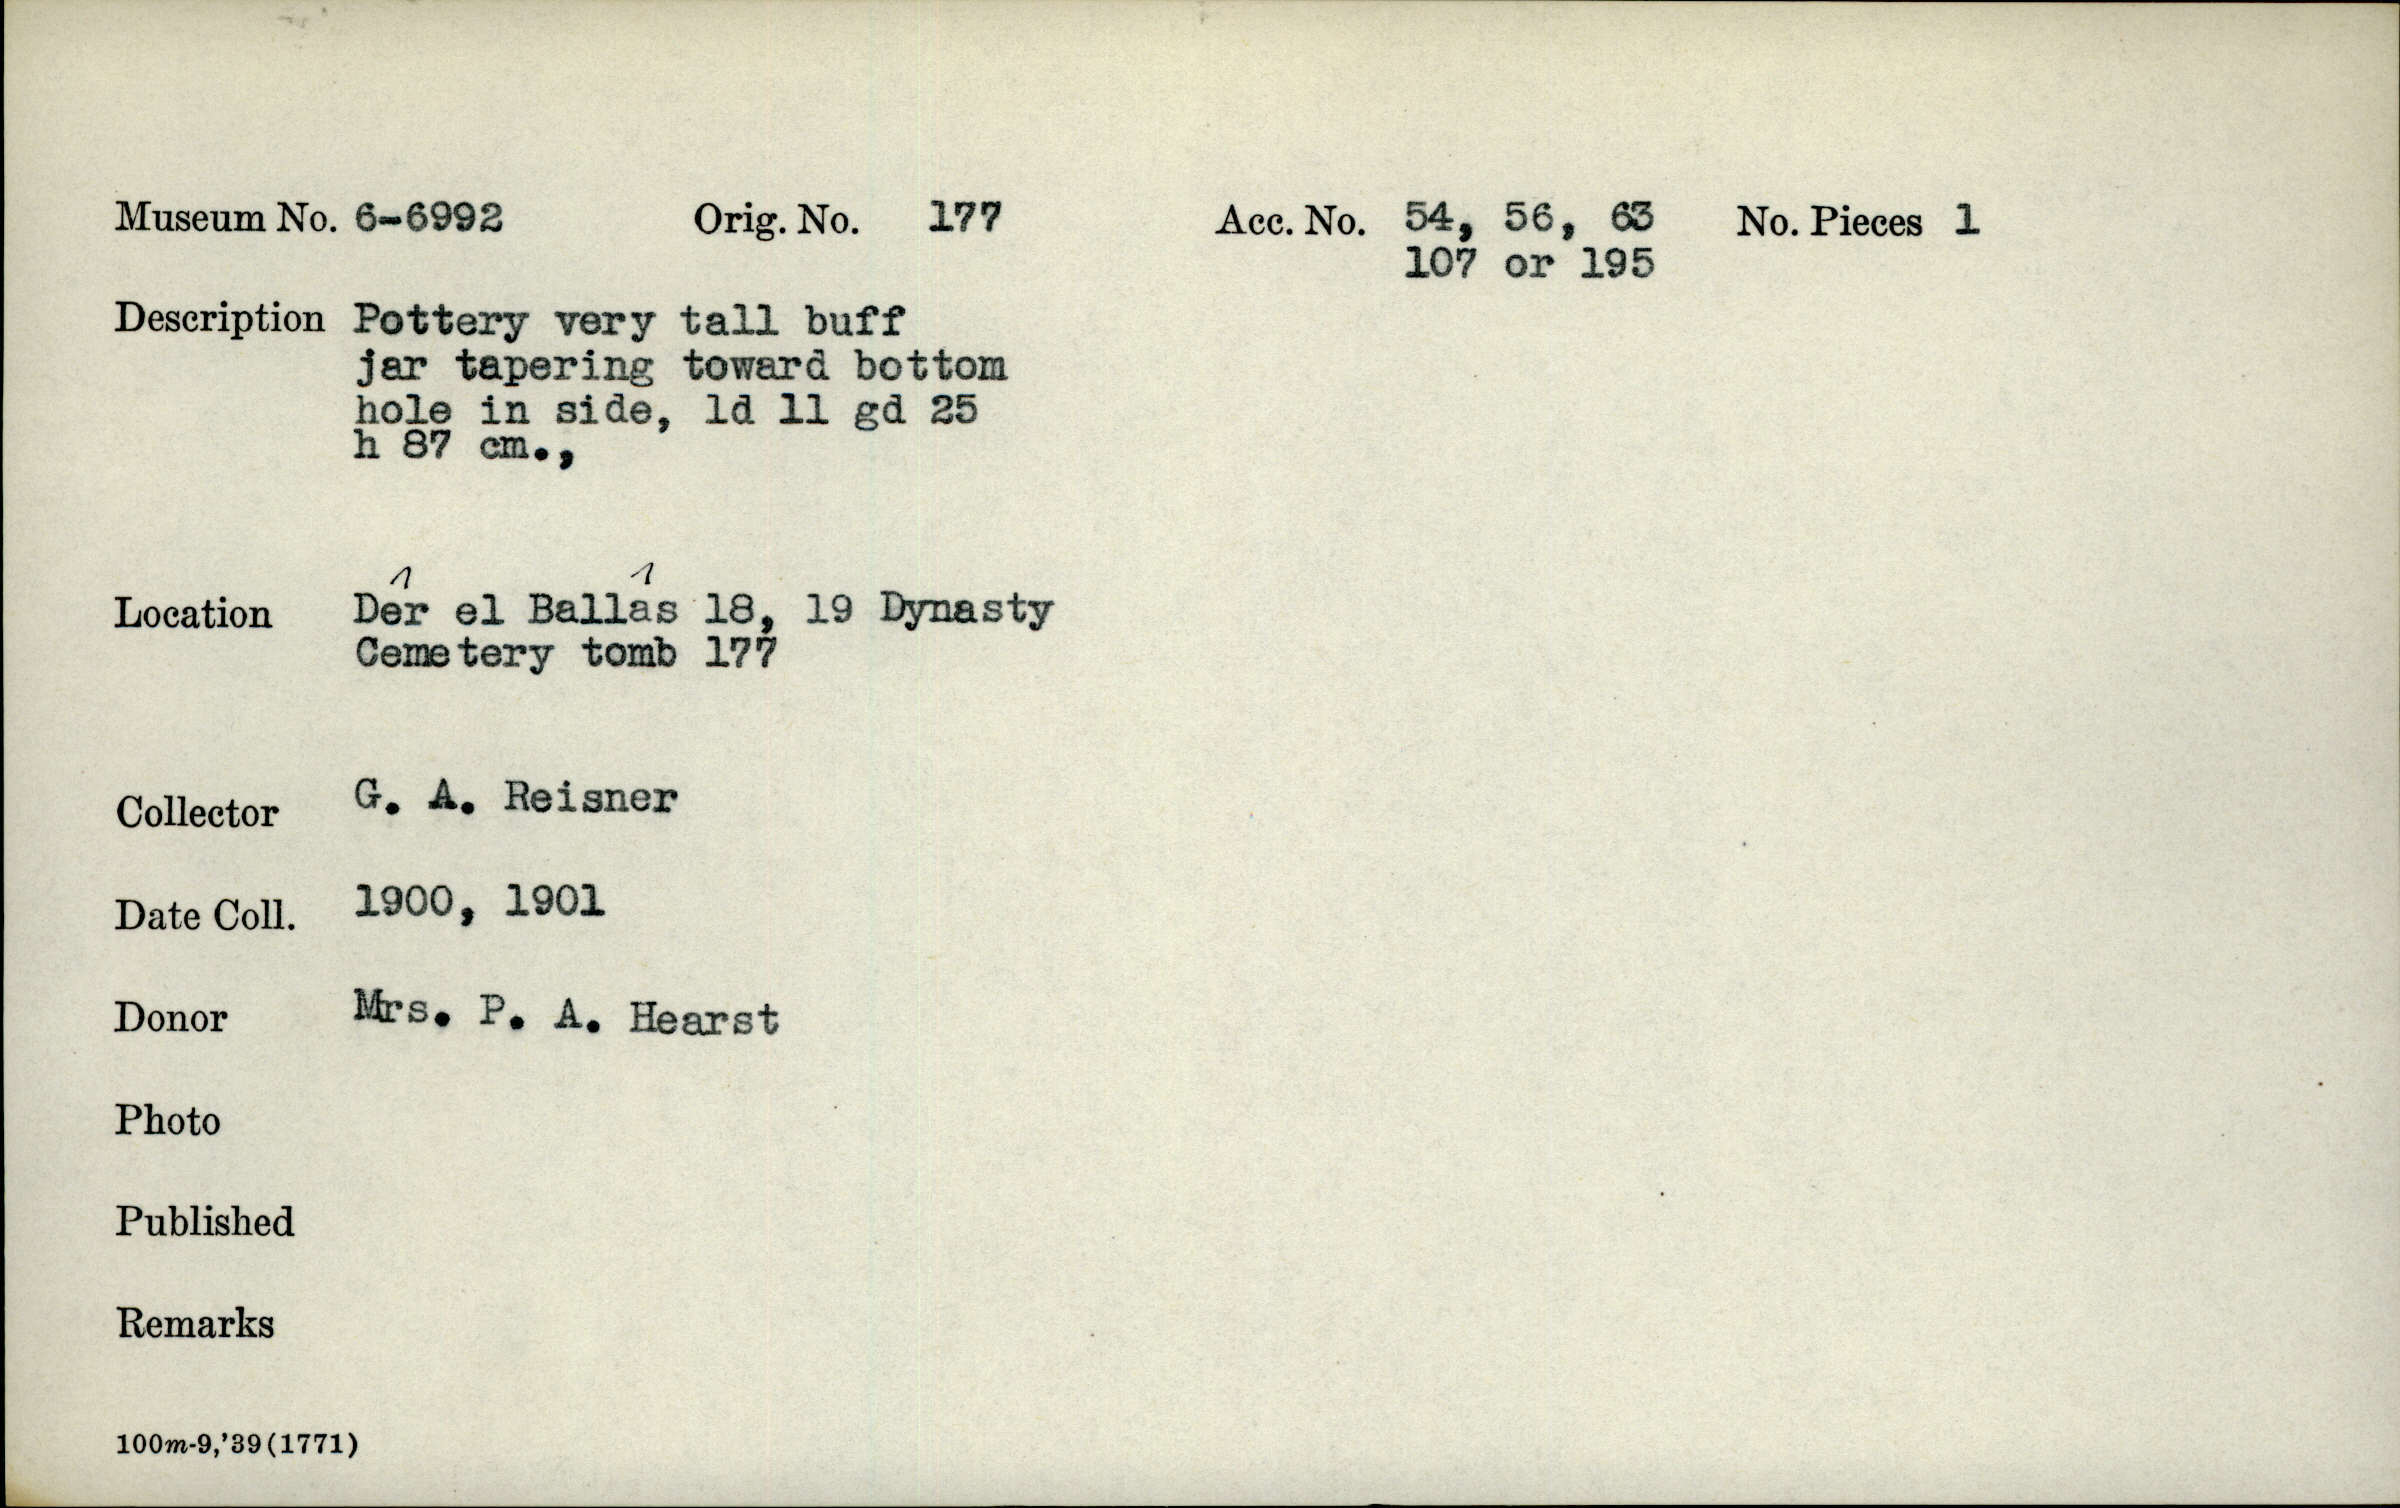 Museum No. 6-6992 Orig. No. 177 Acc. No. 54, 56, 63 No. Pieces 1
107 or 195
Description Pottery very tall buff
jar tapering toward bottom
hole in side, ld 11 gd 25
h 87 cm.,
Location Dêr el Ballâs 18, 19 Dynasty
Cemetery tomb 177
Collector G. A. Reisner
Date Coll. 1900, 1901
Donor Mrs. P. A. Hearst
Photo
Published
Remarks
100m-9,'39(1771)